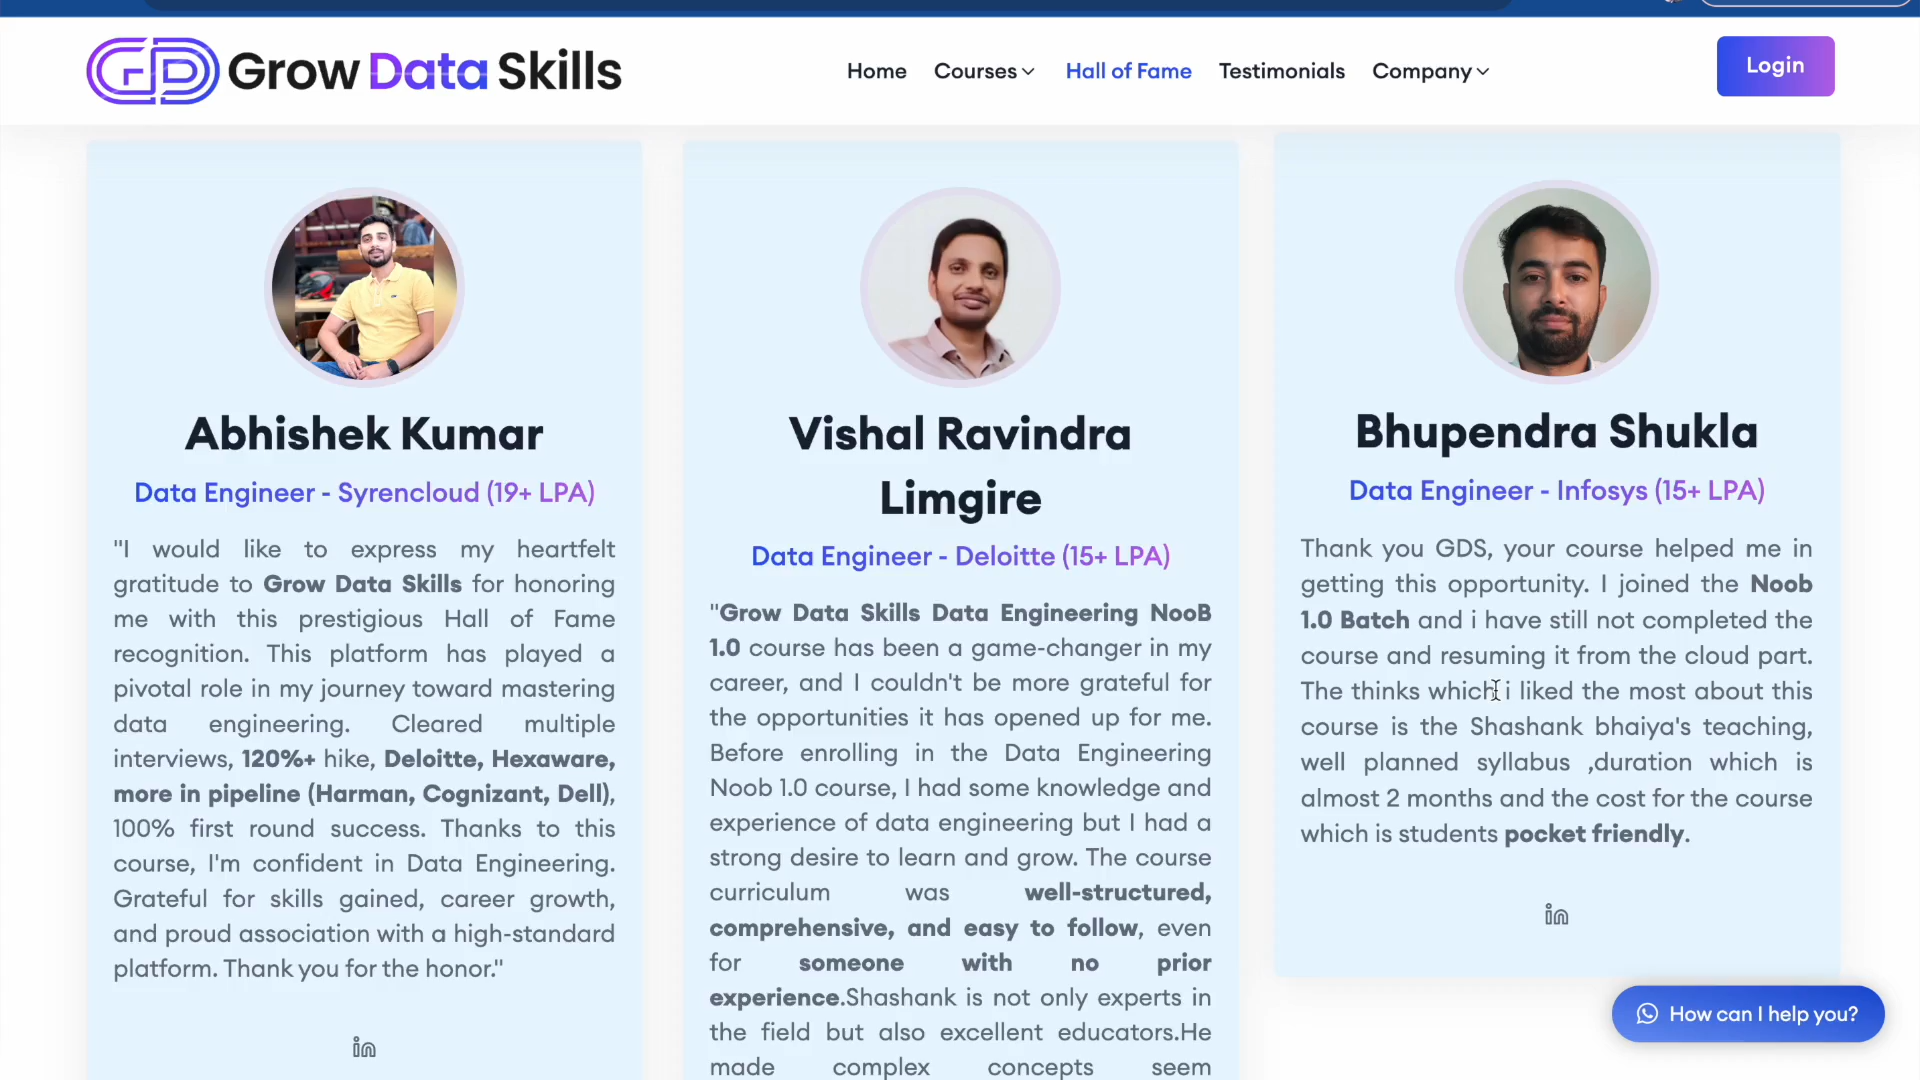 Grow Data Skills
Home
Courses
Hall of Fame
Testimonials
Company
Login
Abhishek Kumar
Data Engineer - Syrencloud (19+ LPA)
"I would like to express my heartfelt
gratitude to Grow Data Skills for honoring
me with this prestigious Hall of Fame
recognition. This platform has played a
pivotal role in my journey toward mastering
data engineering. Cleared multiple
interviews, 120%+ hike, Deloitte, Hexaware,
more in pipeline (Harman, Cognizant, Dell),
100% first round success. Thanks to this
course, I'm confident in Data Engineering.
Grateful for skills gained, career growth,
and proud association with a high-standard
platform. Thank you for the honor."
in
Vishal Ravindra
Limgire
Data Engineer - Deloitte (15+ LPA)
"Grow Data Skills Data Engineering NooB
1.0 course has been a game-changer in my
career, and I couldn't be more grateful for
the opportunities it has opened up for me.
Before enrolling in the Data Engineering
Noob 1.0 course, I had some knowledge and
experience of data engineering but I had a
strong desire to learn and grow. The course
curriculum was well-structured,
comprehensive, and easy to follow, even
for someone with no prior
experience.Shashank is not only experts in
the field but also excellent educators.He
made complex concepts seem
Bhupendra Shukla
Data Engineer - Infosys (15+ LPA)
Thank you GDS, your course helped me in
getting this opportunity. I joined the Noob
1.0 Batch and i have still not completed the
course and resuming it from the cloud part.
The thinks which i liked the most about this
course is the Shashank bhaiya's teaching,
well planned syllabus ,duration which is
almost 2 months and the cost for the course
which is students pocket friendly.
in
How can I help you?